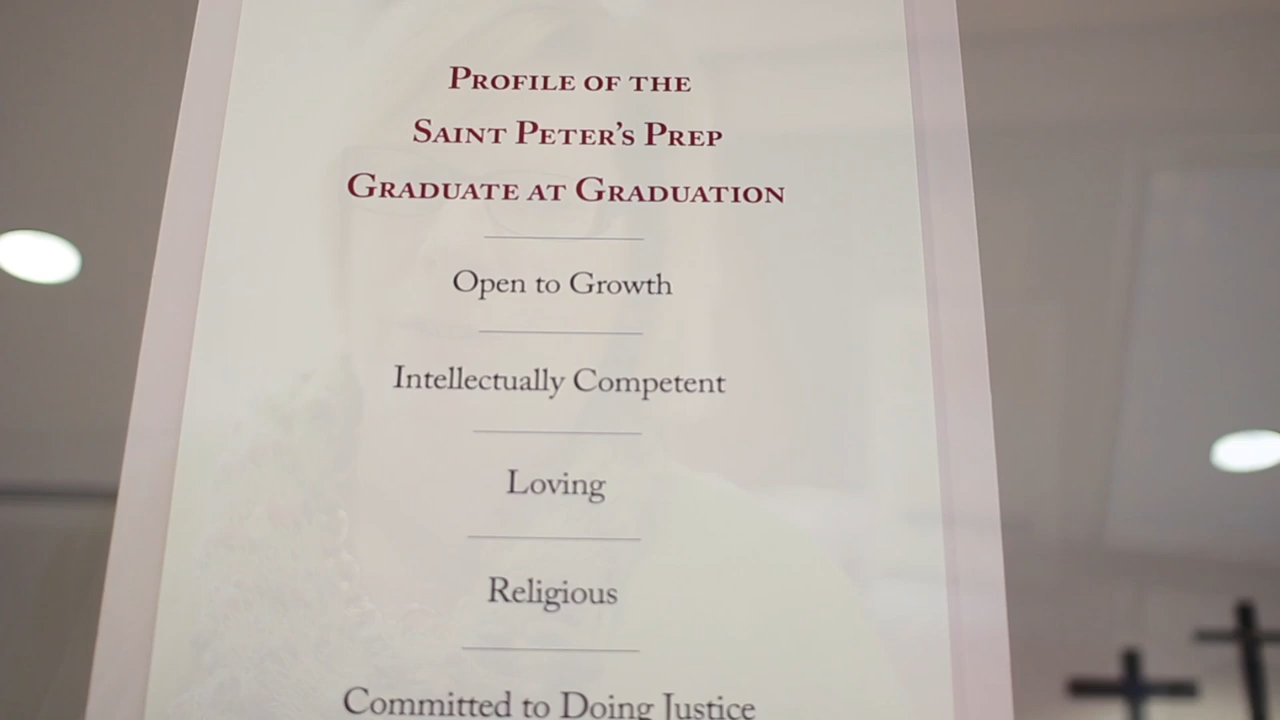 Profile of the
Saint Peter's Prep
Graduate at Graduation
Open to Growth
Intellectually Competent
Loving
Religious
Committed to Doing Justice